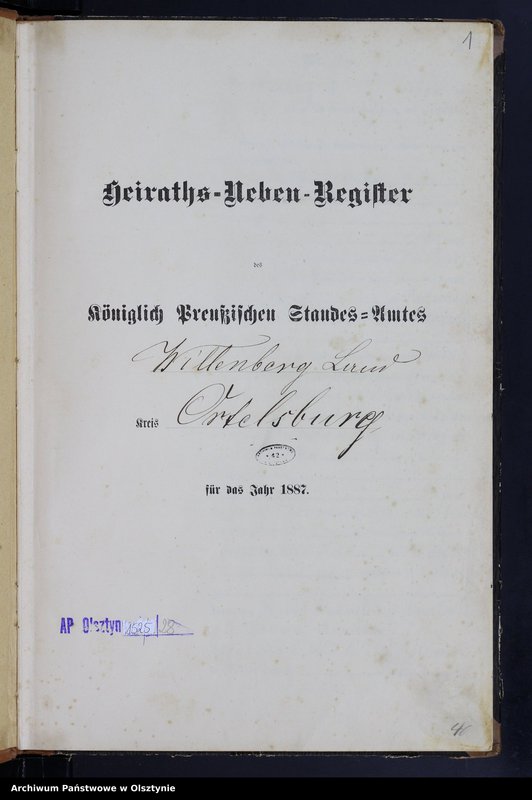 1
Heiraths-Neben-Register
des
Königlich Preußischen Standes-Amtes
Willenberg Land
Kreis Ortelsburg
42
für das Jahr 1887.
AP Olsztyn 1525/28
40
Archiwum Państwowe w Olsztynie